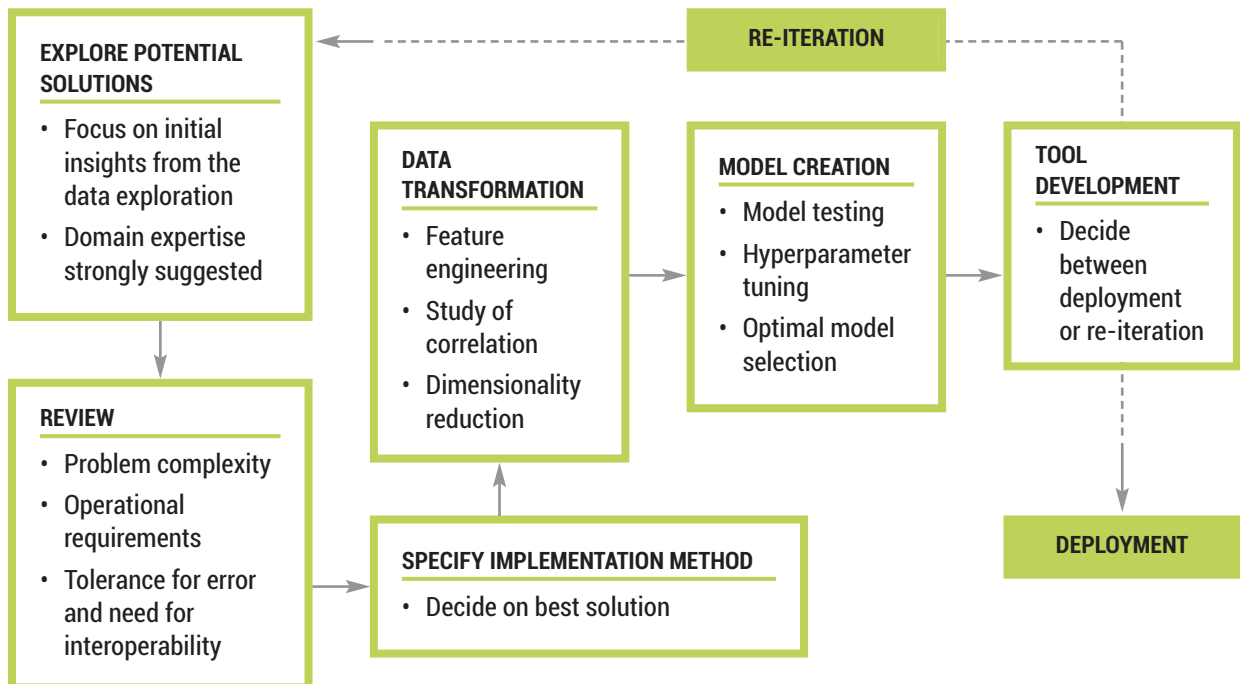 EXPLORE POTENTIAL
SOLUTIONS
• Focus on initial
insights from the
data exploration
• Domain expertise
strongly suggested
REVIEW
• Problem complexity
• Operational
requirements
• Tolerance for error
and need for
interoperability
SPECIFY IMPLEMENTATION METHOD
• Decide on best solution
DATA
TRANSFORMATION
• Feature
engineering
• Study of
correlation
• Dimensionality
reduction
MODEL CREATION
• Model testing
• Hyperparameter
tuning
• Optimal model
selection
TOOL
DEVELOPMENT
• Decide
between
deployment
or re-iteration
RE-ITERATION
DEPLOYMENT